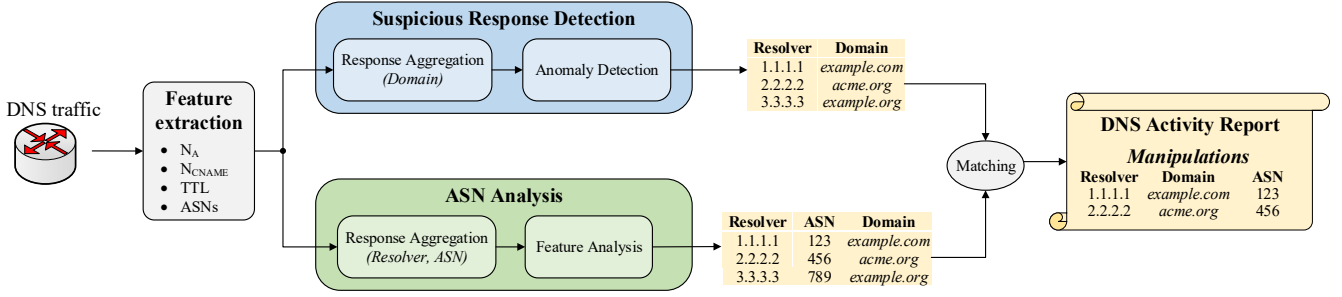 DNS traffic
Feature
extraction
• N_A
• N_CNAME
• TTL
• ASNs
Suspicious Response Detection
Response Aggregation
(Domain)
Anomaly Detection
Resolver Domain
1.1.1.1 example.com
2.2.2.2 acme.org
3.3.3.3 example.org
ASN Analysis
Response Aggregation
(Resolver, ASN)
Feature Analysis
Resolver ASN Domain
1.1.1.1 123 example.com
2.2.2.2 456 acme.org
3.3.3.3 789 example.org
Matching
DNS Activity Report
Manipulations
Resolver Domain ASN
1.1.1.1 example.com 123
2.2.2.2 acme.org 456